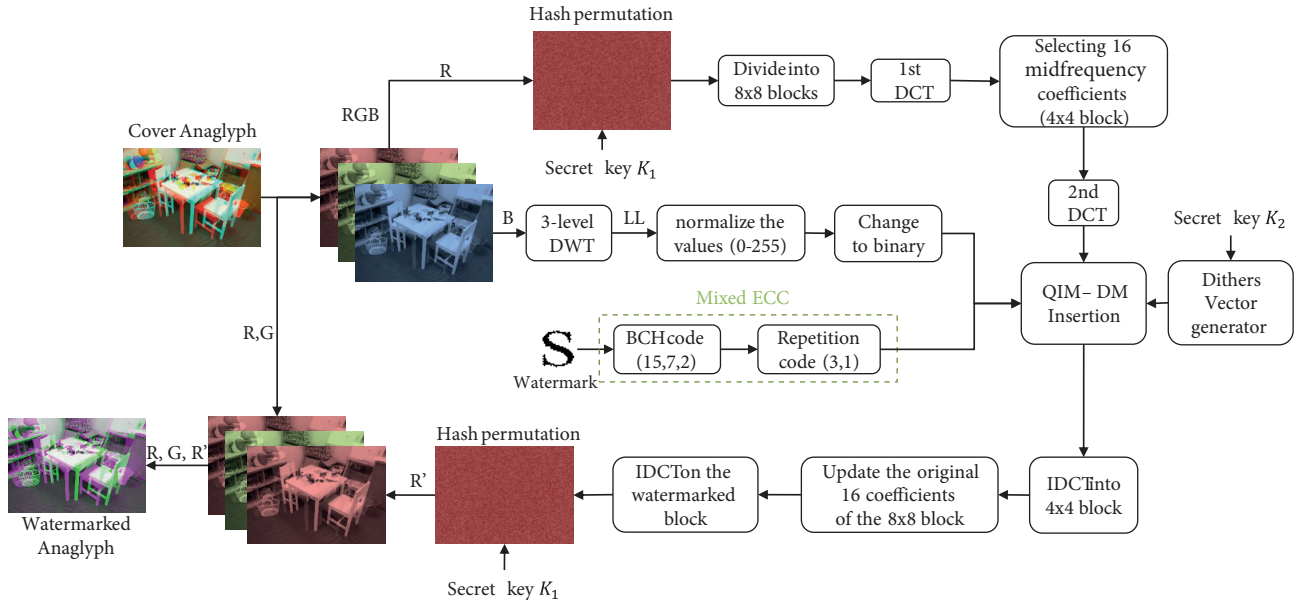 Hash permutation
R
RGB
Secret key K1
Divide into
8x8 blocks
1st
DCT
Selecting 16
midfrequency
coefficients
(4x4 block)
Cover Anaglyph
B
3-level
DWT
LL
normalize the
values (0-255)
Change
to binary
2nd
DCT
Secret key K2
QIM – DM
Insertion
Dithers
Vector
generator
Mixed ECC
R,G
S
Watermark
BCH code
(15,7,2)
Repetition
code (3,1)
Hash permutation
R, G, R'
R'
IDCT on the
watermarked
block
Update the original
16 coefficients
of the 8x8 block
IDCT into
4x4 block
Watermarked
Anaglyph
Secret key K1